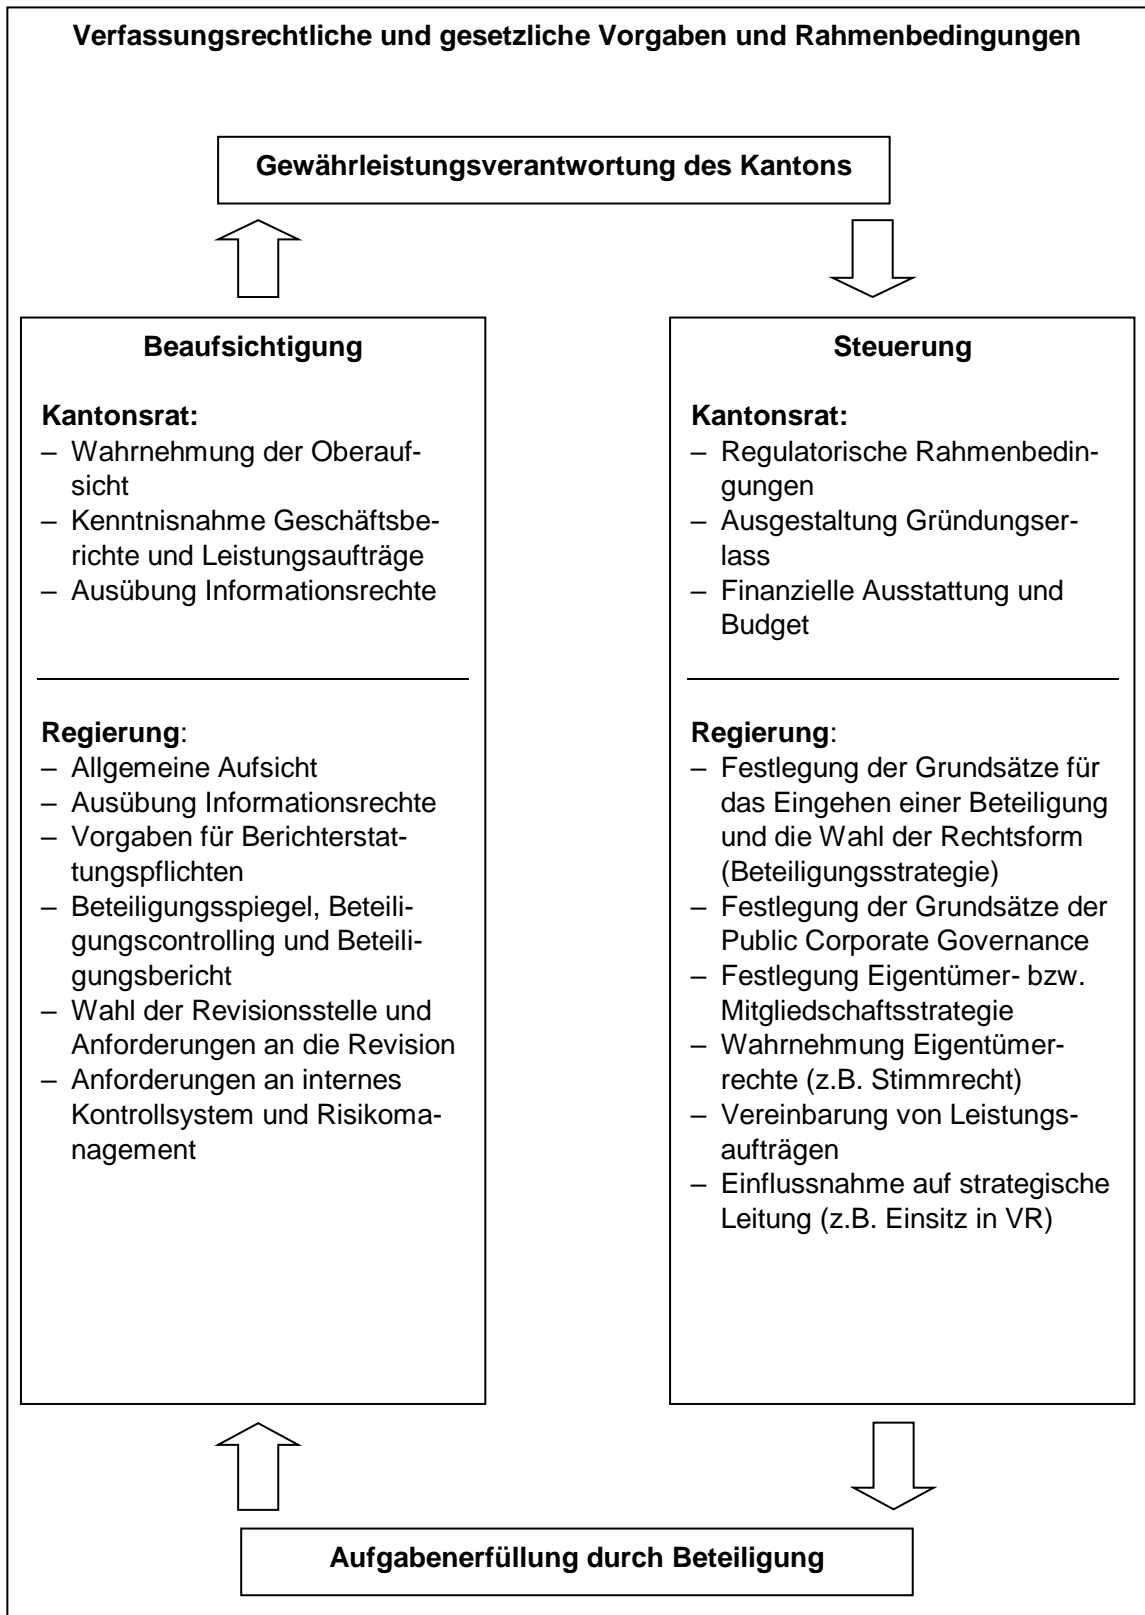 Verfassungsrechtliche und gesetzliche Vorgaben und Rahmenbedingungen
Gewährleistungsverantwortung des Kantons
Beaufsichtigung
Kantonsrat:
– Wahrnehmung der Oberauf-
sicht
– Kenntnisnahme Geschäftsbe-
richte und Leistungsaufträge
– Ausübung Informationsrechte
Regierung:
– Allgemeine Aufsicht
– Ausübung Informationsrechte
– Vorgaben für Berichterstat-
tungspflichten
– Beteiligungsspiegel, Beteili-
gungscontrolling und Beteili-
gungsbericht
– Wahl der Revisionsstelle und
Anforderungen an die Revision
– Anforderungen an internes
Kontrollsystem und Risikoma-
nagement
Steuerung
Kantonsrat:
– Regulatorische Rahmenbedin-
gungen
– Ausgestaltung Gründungser-
lass
– Finanzielle Ausstattung und
Budget
Regierung:
– Festlegung der Grundsätze für
das Eingehen einer Beteiligung
und die Wahl der Rechtsform
(Beteiligungsstrategie)
– Festlegung der Grundsätze der
Public Corporate Governance
– Festlegung Eigentümer- bzw.
Mitgliedschaftsstrategie
– Wahrnehmung Eigentümer-
rechte (z.B. Stimmrecht)
– Vereinbarung von Leistungs-
aufträgen
– Einflussnahme auf strategische
Leitung (z.B. Einsitz in VR)
Aufgabenerfüllung durch Beteiligung